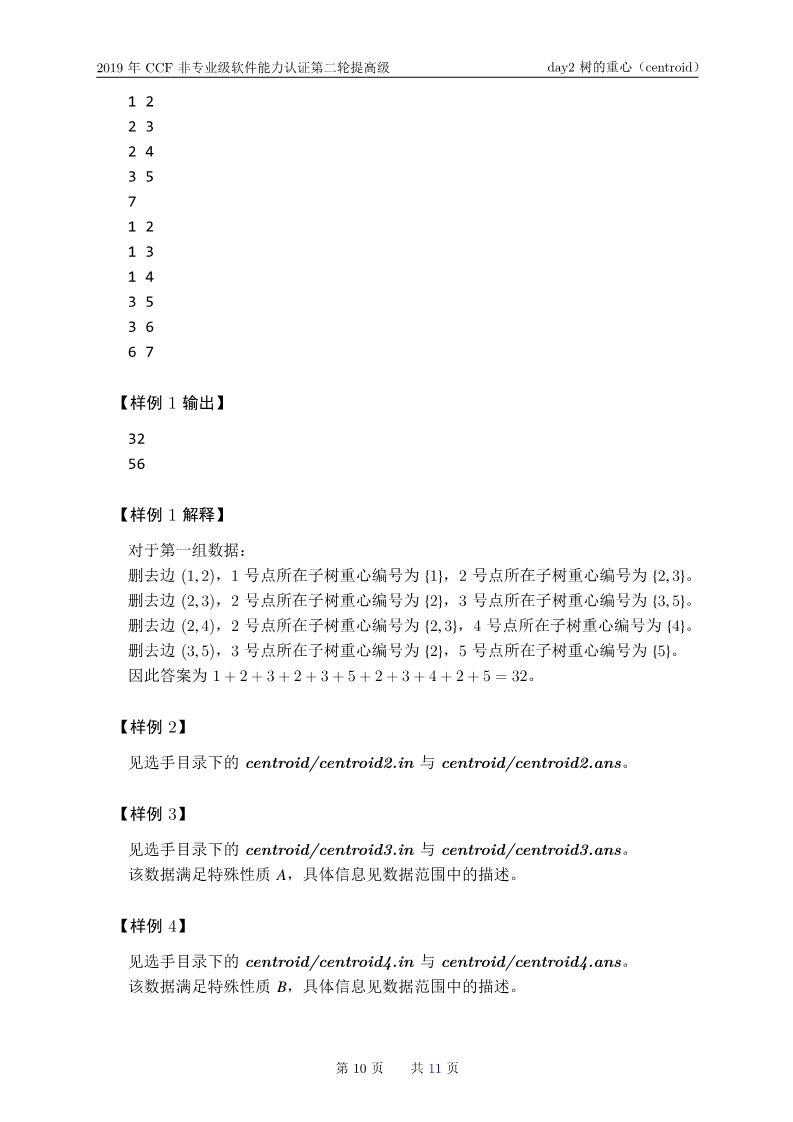 2019 年 CCF 非专业级软件能力认证第二轮提高级 day2 树的重心（centroid）
1 2
2 3
2 4
3 5
7
1 2
1 3
1 4
3 5
3 6
6 7
【样例 1 输出】
32
56
【样例 1 解释】
对于第一组数据：
删去边 (1, 2)，1 号点所在子树重心编号为 {1}，2 号点所在子树重心编号为 {2, 3}。
删去边 (2, 3)，2 号点所在子树重心编号为 {2}，3 号点所在子树重心编号为 {3, 5}。
删去边 (2, 4)，2 号点所在子树重心编号为 {2, 3}，4 号点所在子树重心编号为 {4}。
删去边 (3, 5)，3 号点所在子树重心编号为 {2}，5 号点所在子树重心编号为 {5}。
因此答案为 1 + 2 + 3 + 2 + 3 + 5 + 2 + 3 + 4 + 2 + 5 = 32。
【样例 2】
见选手目录下的 centroid/centroid2.in 与 centroid/centroid2.ans。
【样例 3】
见选手目录下的 centroid/centroid3.in 与 centroid/centroid3.ans。
该数据满足特殊性质 A，具体信息见数据范围中的描述。
【样例 4】
见选手目录下的 centroid/centroid4.in 与 centroid/centroid4.ans。
该数据满足特殊性质 B，具体信息见数据范围中的描述。
第 10 页 共 11 页